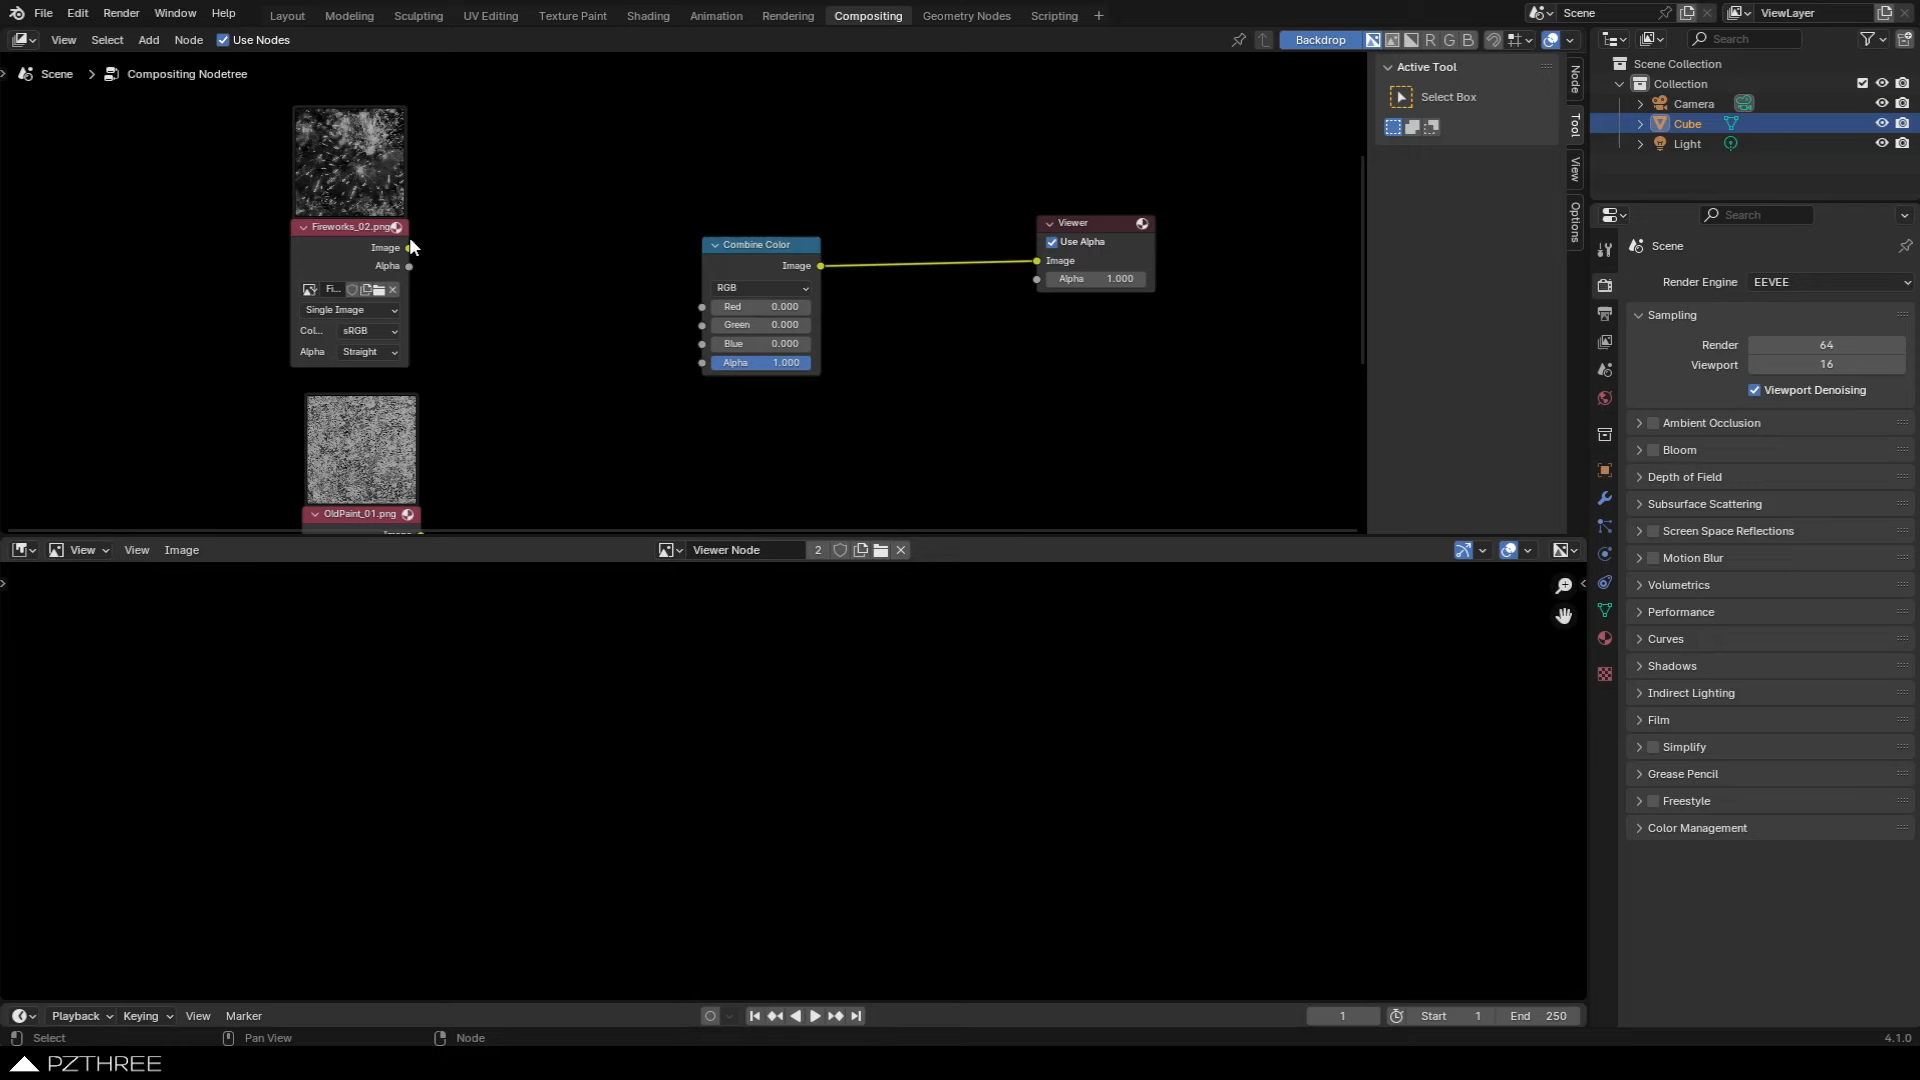 File Edit Render Window Help Layout Modeling Sculpting UV Editing Texture Paint Shading Animation Rendering Compositing Geometry Nodes Scripting + Scene ViewLayer
View Select Add Node Use Nodes Backdrop R G B Search
Scene > Compositing Nodetree
Active Tool
Select Box
Node
Tool
View
Options
Scene Collection
Collection
Camera
Cube
Light
Fireworks_02.png
Image
Alpha
Fi...
Single Image
Col... sRGB
Alpha Straight
OldPaint_01.png
Combine Color
Image
RGB
Red 0.000
Green 0.000
Blue 0.000
Alpha 1.000
Viewer
Use Alpha
Image
Alpha 1.000
Search
Scene
Render Engine EEVEE
Sampling
Render 64
Viewport 16
Viewport Denoising
Ambient Occlusion
Bloom
Depth of Field
Subsurface Scattering
Screen Space Reflections
Motion Blur
Volumetrics
Performance
Curves
Shadows
Indirect Lighting
Film
Simplify
Grease Pencil
Freestyle
Color Management
View View Image Viewer Node 2
Playback Keying View Marker 1 Start 1 End 250
Select Pan View Node 4.1.0
PZTHREE